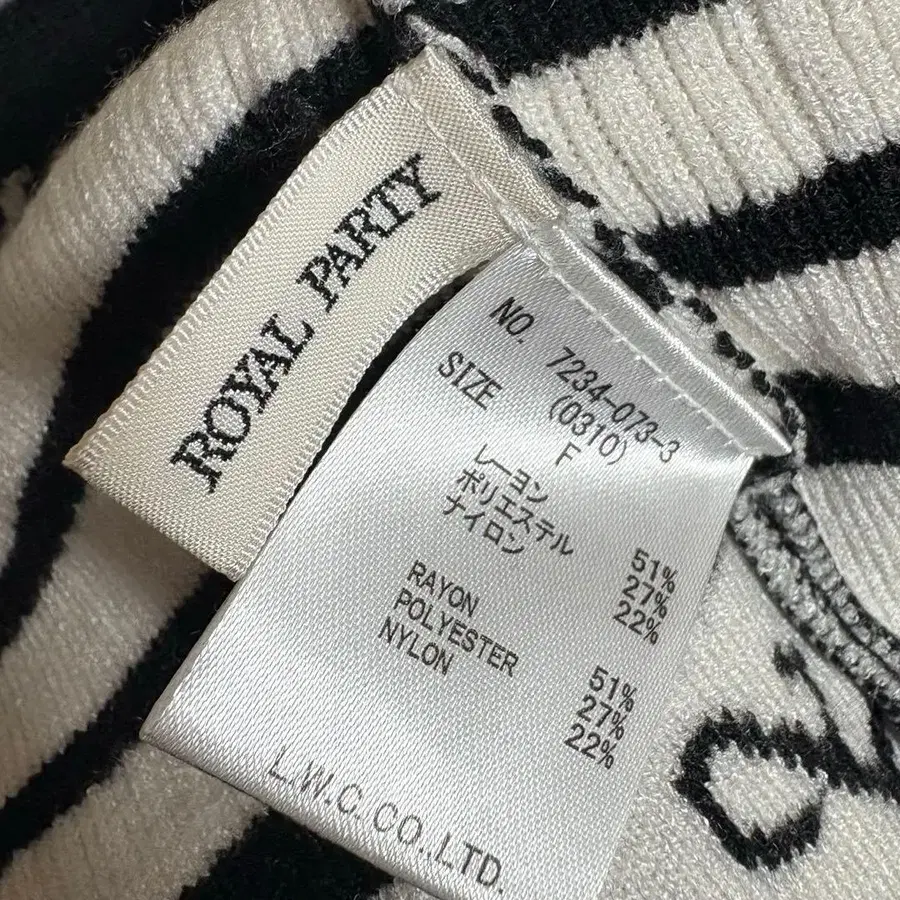 ROYAL PARTY
NO. 7234-073-3
(0310)
SIZE F
レーヨン 51%
ポリエステル 27%
ナイロン 22%
RAYON 51%
POLYESTER 27%
NYLON 22%
L.W.C.CO.,LTD.